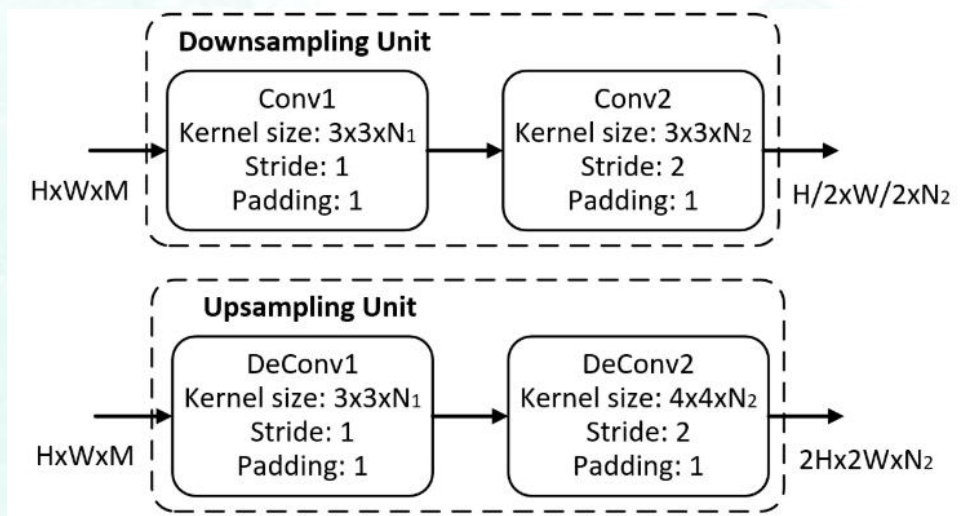 Downsampling Unit
Conv1
Kernel size: 3x3xN₁
Stride: 1
Padding: 1
Conv2
Kernel size: 3x3xN₂
Stride: 2
Padding: 1
HxWxM
H/2xW/2xN₂
Upsampling Unit
DeConv1
Kernel size: 3x3xN₁
Stride: 1
Padding: 1
DeConv2
Kernel size: 4x4xN₂
Stride: 2
Padding: 1
HxWxM
2Hx2WxN₂